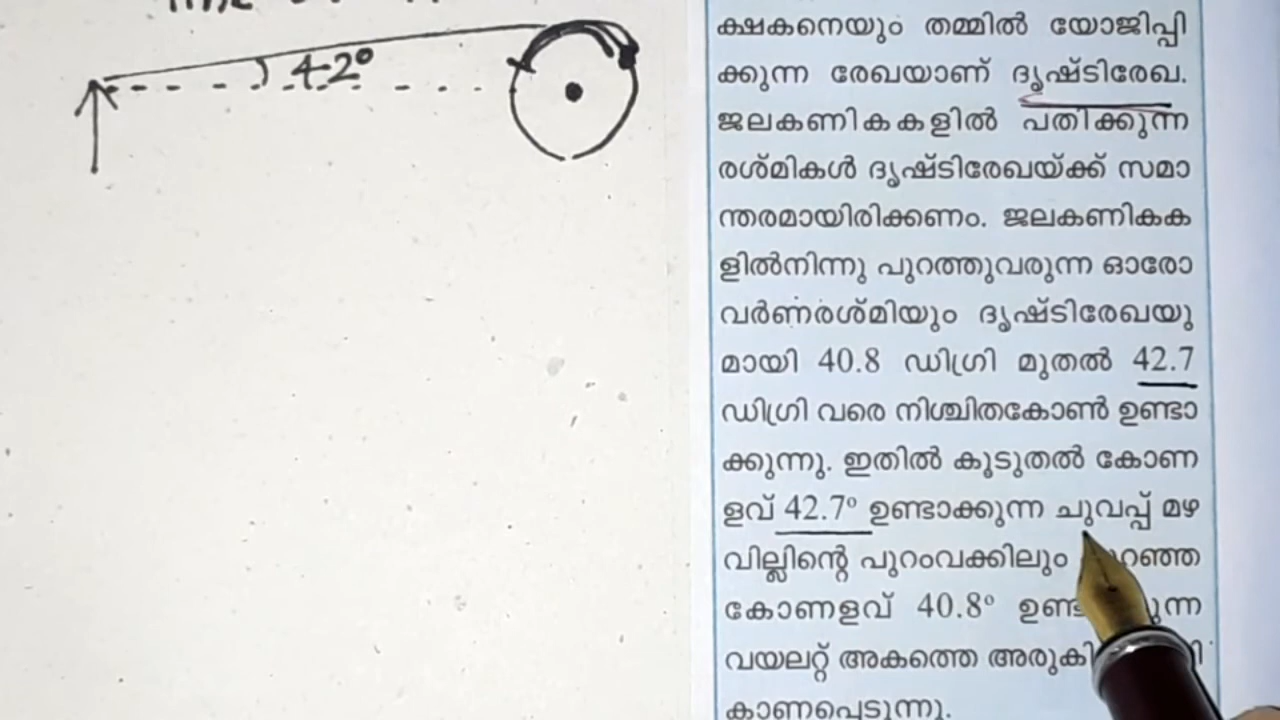 42°
ക്ഷകനെയും തമ്മിൽ യോജിപ്പി
ക്കുന്ന രേഖയാണ് ദൃഷ്ടിരേഖ.
ജലകണികകളിൽ പതിക്കുന്ന
രശ്മികൾ ദൃഷ്ടിരേഖയ്ക്ക് സമാ
ന്തരമായിരിക്കണം. ജലകണികക
ളിൽനിന്നു പുറത്തുവരുന്ന ഓരോ
വർണരശ്മിയും ദൃഷ്ടിരേഖയു
മായി 40.8 ഡിഗ്രി മുതൽ 42.7
ഡിഗ്രി വരെ നിശ്ചിതകോൺ ഉണ്ടാ
ക്കുന്നു. ഇതിൽ കൂടുതൽ കോണ
ളവ് 42.7° ഉണ്ടാക്കുന്ന ചുവപ്പ് മഴ
വില്ലിന്റെ പുറംവക്കിലും
കോണളവ് 40.8°
വയലറ്റ് അകത്തെ
കാണപ്പെടുന്നു.